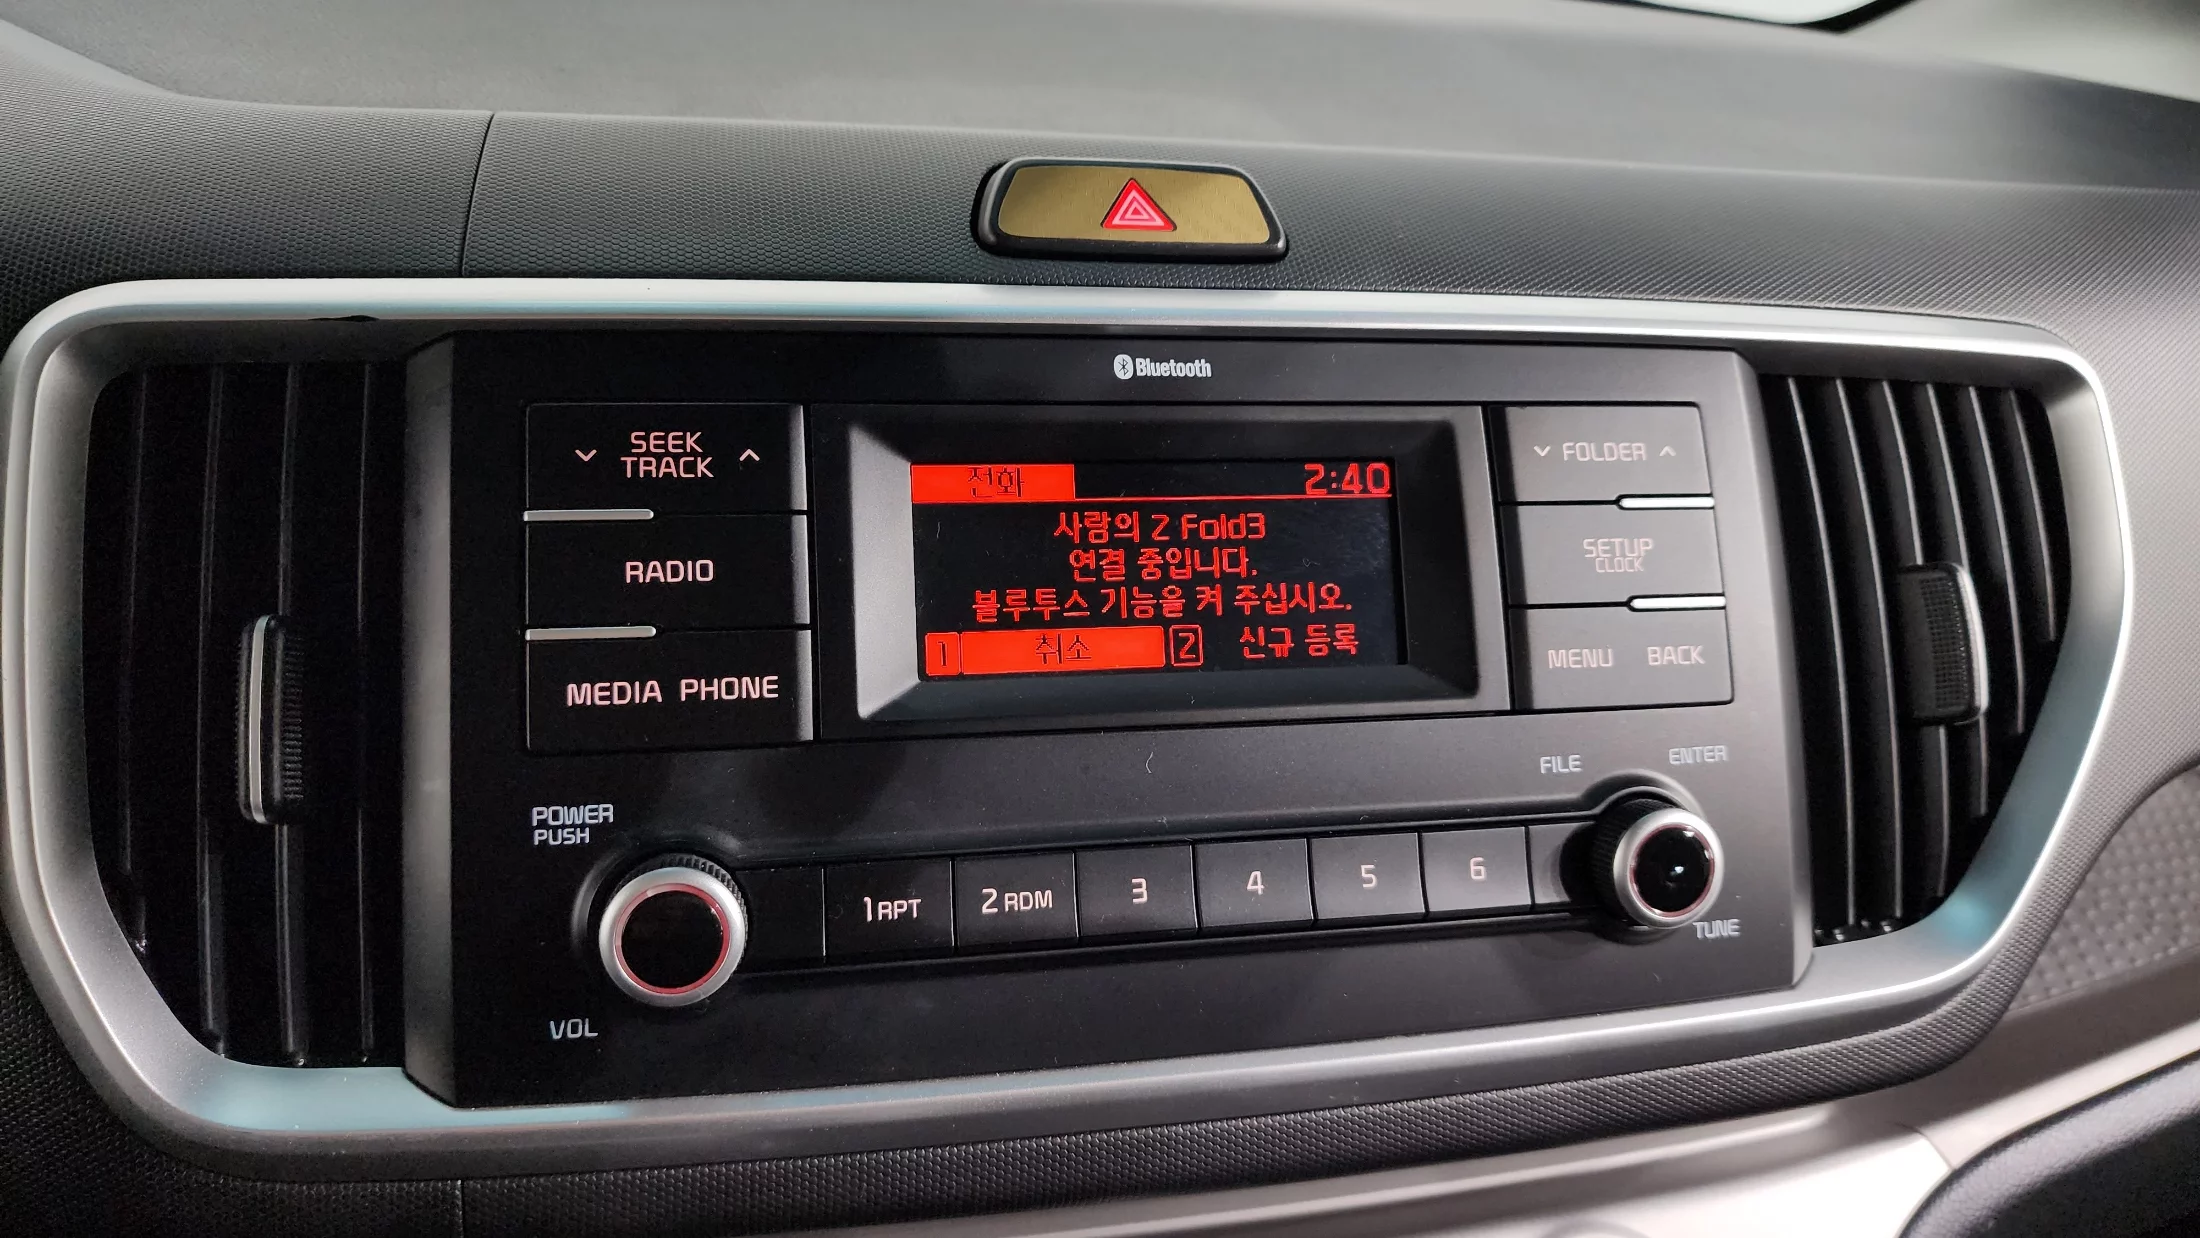 Bluetooth
SEEK
TRACK
RADIO
MEDIA PHONE
전화 2:40
사람의 Z Fold3
연결 중입니다.
블루투스 기능을 켜 주십시오.
1 취소 2 신규 등록
FOLDER
SETUP
CLOCK
MENU BACK
FILE ENTER
POWER
PUSH
VOL
1 RPT 2 RDM 3 4 5 6
TUNE